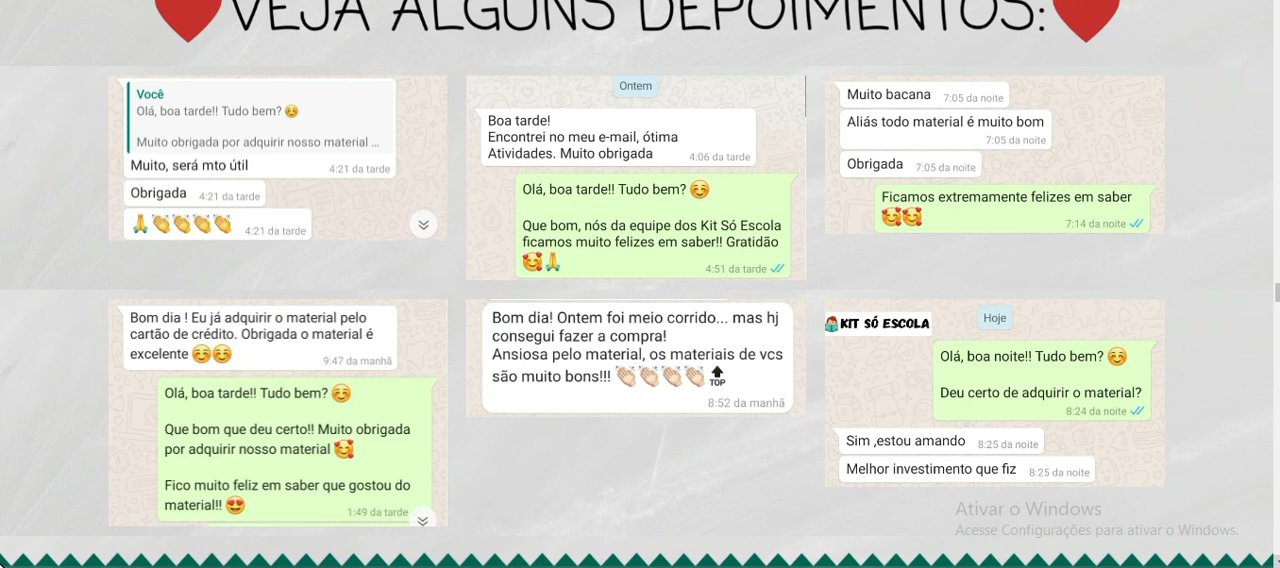 VEJA ALGUNS DEPOIMENTOS:
Você
Olá, boa tarde!! Tudo bem? ☺️
Muito obrigada por adquirir nosso material ...
Muito, será mto útil
4:21 da tarde
Obrigada 4:21 da tarde
🙏👏👏👏👏 4:21 da tarde
Ontem
Boa tarde!
Encontrei no meu e-mail, ótima
Atividades. Muito obrigada 4:06 da tarde
Olá, boa tarde!! Tudo bem? ☺️
Que bom, nós da equipe dos Kit Só Escola
ficamos muito felizes em saber!! Gratidão
🥰🙏 4:51 da tarde
Muito bacana 7:05 da noite
Aliás todo material é muito bom
7:05 da noite
Obrigada 7:05 da noite
Ficamos extremamente felizes em saber
🥰🥰 7:14 da noite
Bom dia ! Eu já adquirir o material pelo
cartão de crédito. Obrigada o material é
excelente ☺️☺️ 9:47 da manhã
Olá, boa tarde!! Tudo bem? ☺️
Que bom que deu certo!! Muito obrigada
por adquirir nosso material 🥰
Fico muito feliz em saber que gostou do
material!! 😍 1:49 da tarde
Bom dia! Ontem foi meio corrido... mas hj
consegui fazer a compra!
Ansiosa pelo material, os materiais de vcs
são muito bons!!! 👏🏻👏🏻👏🏻👏🏻🔝
8:52 da manhã
KIT SÓ ESCOLA
Hoje
Olá, boa noite!! Tudo bem? ☺️
Deu certo de adquirir o material?
8:24 da noite
Sim ,estou amando 8:25 da noite
Melhor investimento que fiz 8:25 da noite
Ativar o Windows
Acesse Configurações para ativar o Windows.